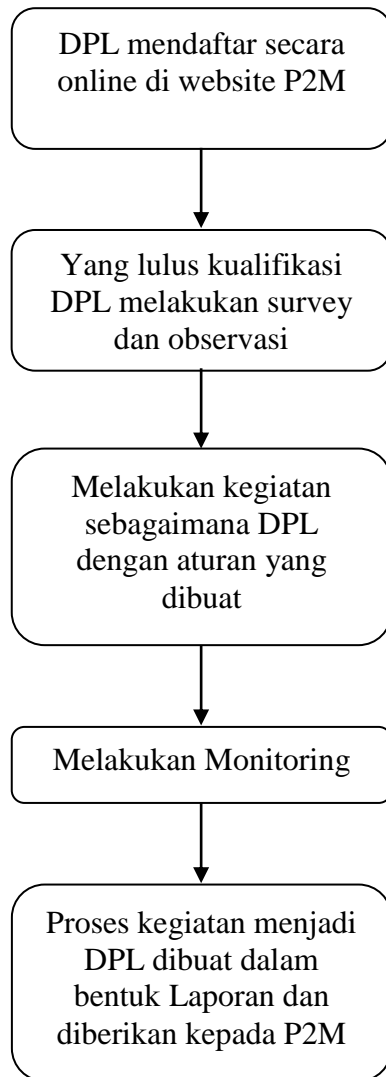 DPL mendaftar secara
online di website P2M
Yang lulus kualifikasi
DPL melakukan survey
dan observasi
Melakukan kegiatan
sebagaimana DPL
dengan aturan yang
dibuat
Melakukan Monitoring
Proses kegiatan menjadi
DPL dibuat dalam
bentuk Laporan dan
diberikan kepada P2M